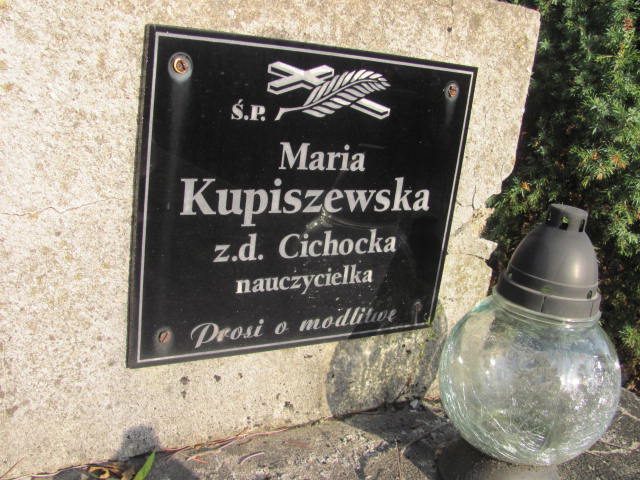 Ś.P.
Maria
Kupiszewska
z.d. Cichocka
nauczycielka
Prosi o modlitwę